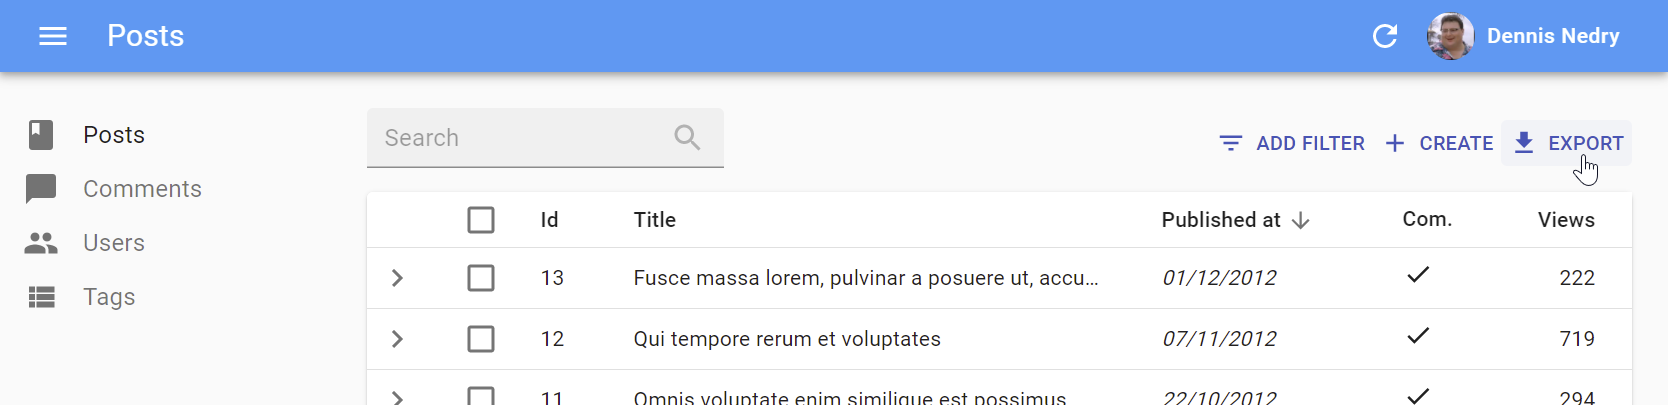 Posts
Dennis Nedry
Posts
Comments
Users
Tags
Search
ADD FILTER
CREATE
EXPORT
Id Title Published at Com. Views
13 Fusce massa lorem, pulvinar a posuere ut, accu... 01/12/2012 222
12 Qui tempore rerum et voluptates 07/11/2012 719
11 Omnis voluptate enim similique est possimus 22/10/2012 294